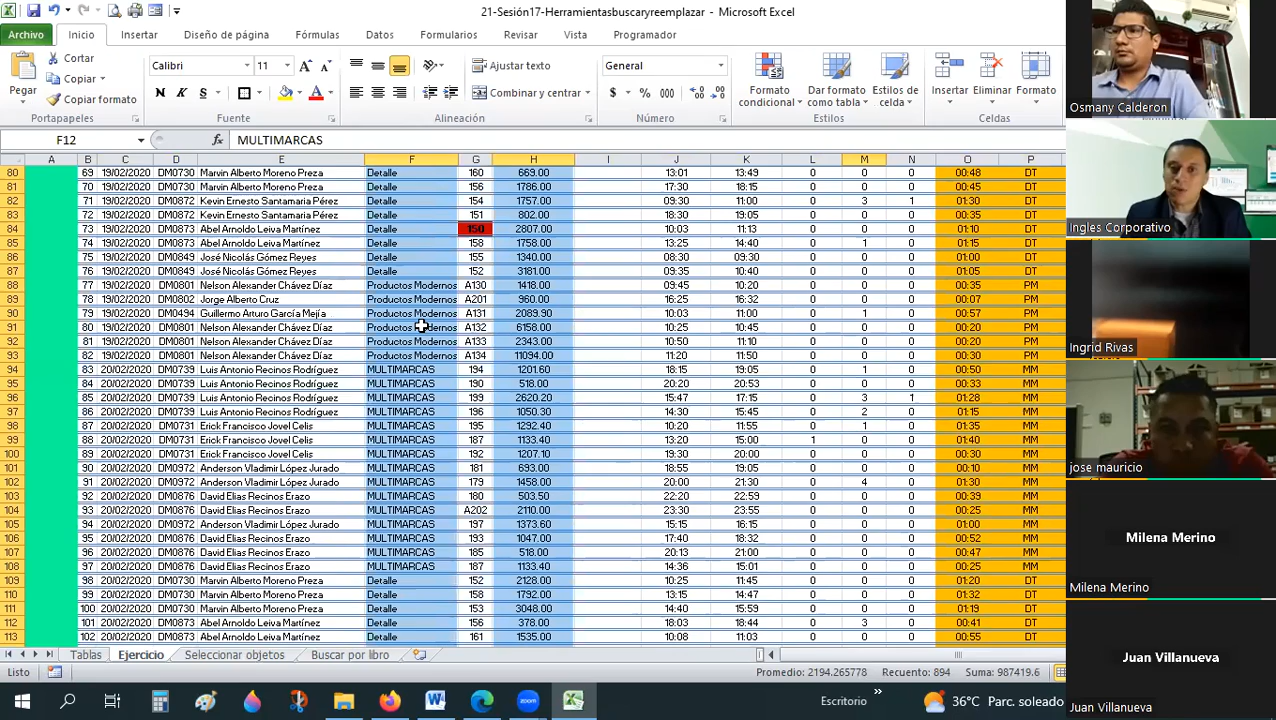 21-Sesión17-Herramientasbuscaryreemplazar - Microsoft Excel
Archivo Inicio Insertar Diseño de página Fórmulas Datos Formularios Revisar Vista Programador
Pegar Cortar Copiar Copiar formato
Calibri 11 N K S A A A
Ajustar texto Combinar y centrar
General $ % 000
Formato condicional Dar formato como tabla Estilos de celda
Insertar Eliminar Formato
Portapapeles Fuente Alineación Número Estilos Celdas
F12 fx MULTIMARCAS
A B C D E F G H I J K L M N O P
80 69 19/02/2020 DM0730 Marvin Alberto Moreno Preza Detalle 160 669.00 13:01 13:49 0 0 0 00:48 DT
81 70 19/02/2020 DM0730 Marvin Alberto Moreno Preza Detalle 156 1786.00 17:30 18:15 0 0 0 00:45 DT
82 71 19/02/2020 DM0872 Kevin Ernesto Santamaria Pérez Detalle 154 1757.00 09:30 11:00 0 3 1 01:30 DT
83 72 19/02/2020 DM0872 Kevin Ernesto Santamaria Pérez Detalle 151 802.00 18:30 19:05 0 0 0 00:35 DT
84 73 19/02/2020 DM0873 Abel Arnoldo Leiva Martínez Detalle 150 2807.00 10:03 11:13 0 0 0 01:10 DT
85 74 19/02/2020 DM0873 Abel Arnoldo Leiva Martínez Detalle 158 1758.00 13:25 14:40 0 1 0 01:15 DT
86 75 19/02/2020 DM0849 José Nicolás Gómez Reyes Detalle 155 1340.00 08:30 09:30 0 0 0 01:00 DT
87 76 19/02/2020 DM0849 José Nicolás Gómez Reyes Detalle 152 3181.00 09:35 10:40 0 0 0 01:05 DT
88 77 19/02/2020 DM0801 Nelson Alexander Chávez Díaz Productos Modernos A130 1418.00 09:45 10:20 0 0 0 00:35 PM
89 78 19/02/2020 DM0802 Jorge Alberto Cruz Productos Modernos A201 960.00 16:25 16:32 0 0 0 00:07 PM
90 79 19/02/2020 DM0494 Guillermo Arturo García Mejía Productos Modernos A131 2089.90 10:03 11:00 0 1 0 00:57 PM
91 80 19/02/2020 DM0801 Nelson Alexander Chávez Díaz Productos Modernos A132 6158.00 10:25 10:45 0 0 0 00:20 PM
92 81 19/02/2020 DM0801 Nelson Alexander Chávez Díaz Productos Modernos A133 2343.00 10:50 11:10 0 0 0 00:20 PM
93 82 19/02/2020 DM0801 Nelson Alexander Chávez Díaz Productos Modernos A134 11094.00 11:20 11:50 0 0 0 00:30 PM
94 83 20/02/2020 DM0739 Luis Antonio Recinos Rodríguez MULTIMARCAS 194 1201.60 18:15 19:05 0 1 0 00:50 MM
95 84 20/02/2020 DM0739 Luis Antonio Recinos Rodríguez MULTIMARCAS 190 518.00 20:20 20:53 0 0 0 00:33 MM
96 85 20/02/2020 DM0739 Luis Antonio Recinos Rodríguez MULTIMARCAS 199 2620.20 15:47 17:15 0 3 1 01:28 MM
97 86 20/02/2020 DM0739 Luis Antonio Recinos Rodríguez MULTIMARCAS 196 1050.30 14:30 15:45 0 2 0 01:15 MM
98 87 20/02/2020 DM0731 Erick Francisco Jovel Celis MULTIMARCAS 195 1292.40 10:20 11:55 0 1 0 01:35 MM
99 88 20/02/2020 DM0731 Erick Francisco Jovel Celis MULTIMARCAS 187 1133.40 13:20 15:00 1 0 0 01:40 MM
100 89 20/02/2020 DM0731 Erick Francisco Jovel Celis MULTIMARCAS 192 1207.10 19:30 20:00 0 0 0 00:30 MM
101 90 20/02/2020 DM0972 Anderson Vladimir López Jurado MULTIMARCAS 181 693.00 18:55 19:05 0 0 0 00:10 MM
102 91 20/02/2020 DM0972 Anderson Vladimir López Jurado MULTIMARCAS 179 1458.00 20:00 21:30 0 4 0 01:30 MM
103 92 20/02/2020 DM0876 David Elias Recinos Erazo MULTIMARCAS 180 503.50 22:20 22:59 0 0 0 00:39 MM
104 93 20/02/2020 DM0876 David Elias Recinos Erazo MULTIMARCAS A202 2110.00 23:30 23:55 0 0 0 00:25 MM
105 94 20/02/2020 DM0972 Anderson Vladimir López Jurado MULTIMARCAS 197 1373.60 15:15 16:15 0 0 0 01:00 MM
106 95 20/02/2020 DM0876 David Elias Recinos Erazo MULTIMARCAS 193 1047.00 17:40 18:32 0 0 0 00:52 MM
107 96 20/02/2020 DM0876 David Elias Recinos Erazo MULTIMARCAS 185 518.00 20:13 21:00 0 0 0 00:47 MM
108 97 20/02/2020 DM0876 David Elias Recinos Erazo MULTIMARCAS 187 1133.40 14:36 15:01 0 0 0 00:25 MM
109 98 20/02/2020 DM0730 Marvin Alberto Moreno Preza Detalle 152 2128.00 10:25 11:45 0 0 0 01:20 DT
110 99 20/02/2020 DM0730 Marvin Alberto Moreno Preza Detalle 158 1792.00 13:15 14:47 0 0 0 01:32 DT
111 100 20/02/2020 DM0730 Marvin Alberto Moreno Preza Detalle 153 3048.00 14:40 15:59 0 0 0 01:19 DT
112 101 20/02/2020 DM0873 Abel Arnoldo Leiva Martínez Detalle 156 378.00 18:03 18:44 0 3 0 00:41 DT
113 102 20/02/2020 DM0873 Abel Arnoldo Leiva Martínez Detalle 161 1535.00 10:08 11:03 0 0 0 00:55 DT
Tablas Ejercicio Seleccionar objetos Buscar por libro
Listo Promedio: 2194.265778 Recuento: 894 Suma: 987419.6
zoom Escritorio » 36°C Parc. soleado
Osmany Calderon
Ingles Corporativo
Ingrid Rivas
jose mauricio
Milena Merino
Milena Merino
Juan Villanueva
Juan Villanueva